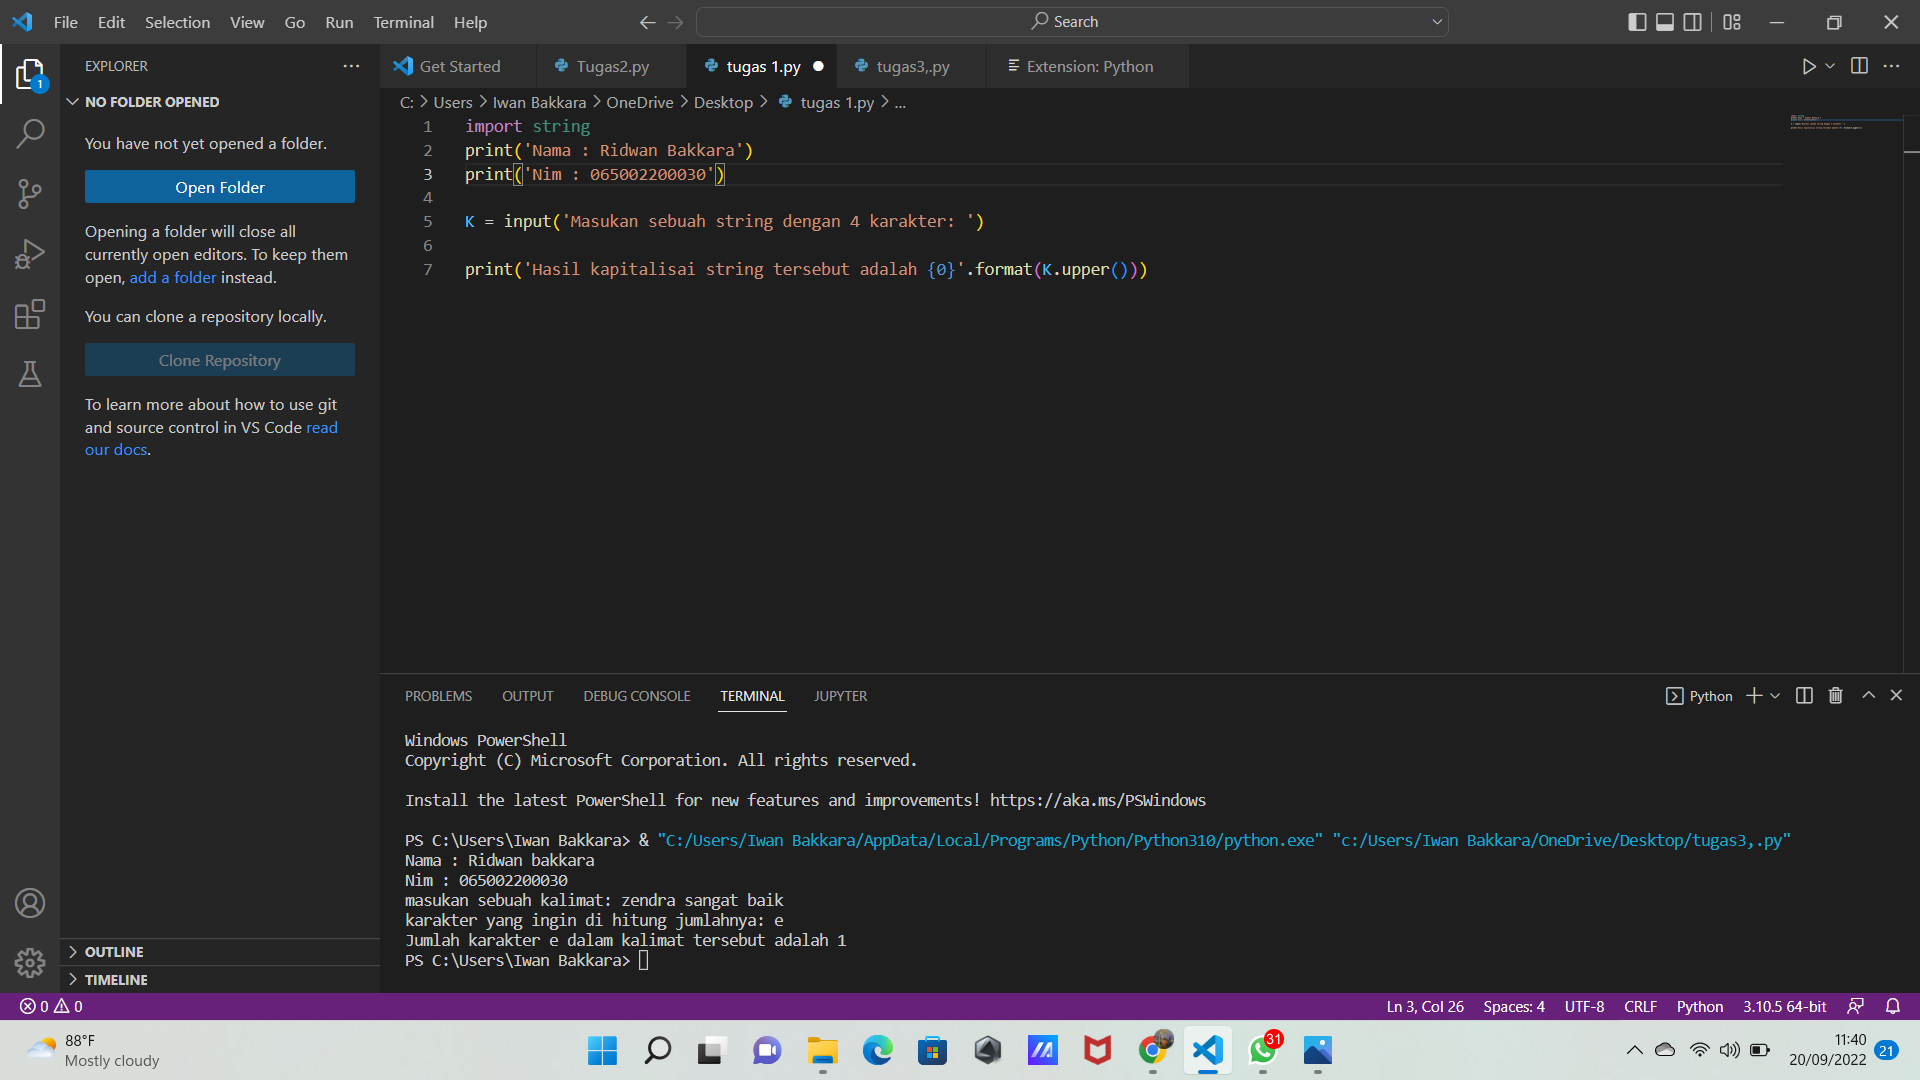 File Edit Selection View Go Run Terminal Help
Search
EXPLORER
Get Started
Tugas2.py
tugas 1.py
tugas3,.py
Extension: Python
1
NO FOLDER OPENED
C: > Users > Iwan Bakkara > OneDrive > Desktop > tugas 1.py > ...
You have not yet opened a folder.
Open Folder
Opening a folder will close all
currently open editors. To keep them
open, add a folder instead.
You can clone a repository locally.
Clone Repository
To learn more about how to use git
and source control in VS Code read
our docs.
1 import string
2 print('Nama : Ridwan Bakkara')
3 print('Nim : 065002200030')
4
5 K = input('Masukan sebuah string dengan 4 karakter: ')
6
7 print('Hasil kapitalisai string tersebut adalah {0}'.format(K.upper()))
PROBLEMS OUTPUT DEBUG CONSOLE TERMINAL JUPYTER
Python
Windows PowerShell
Copyright (C) Microsoft Corporation. All rights reserved.
Install the latest PowerShell for new features and improvements! https://aka.ms/PSWindows
PS C:\Users\Iwan Bakkara> & "C:/Users/Iwan Bakkara/AppData/Local/Programs/Python/Python310/python.exe" "c:/Users/Iwan Bakkara/OneDrive/Desktop/tugas3,.py"
Nama : Ridwan bakkara
Nim : 065002200030
masukan sebuah kalimat: zendra sangat baik
karakter yang ingin di hitung jumlahnya: e
Jumlah karakter e dalam kalimat tersebut adalah 1
PS C:\Users\Iwan Bakkara>
OUTLINE
TIMELINE
0 0
Ln 3, Col 26 Spaces: 4 UTF-8 CRLF Python 3.10.5 64-bit
88°F
Mostly cloudy
31
11:40
20/09/2022
21